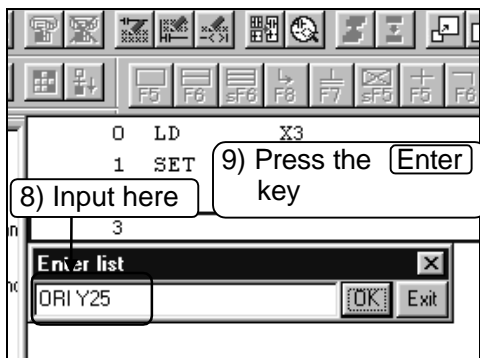 F5 F6 sF6 F8 F7 sF5 F5 F6
0 LD X3
1 SET
9) Press the Enter
key
8) Input here
3
Enter list
ORI Y25 OK Exit